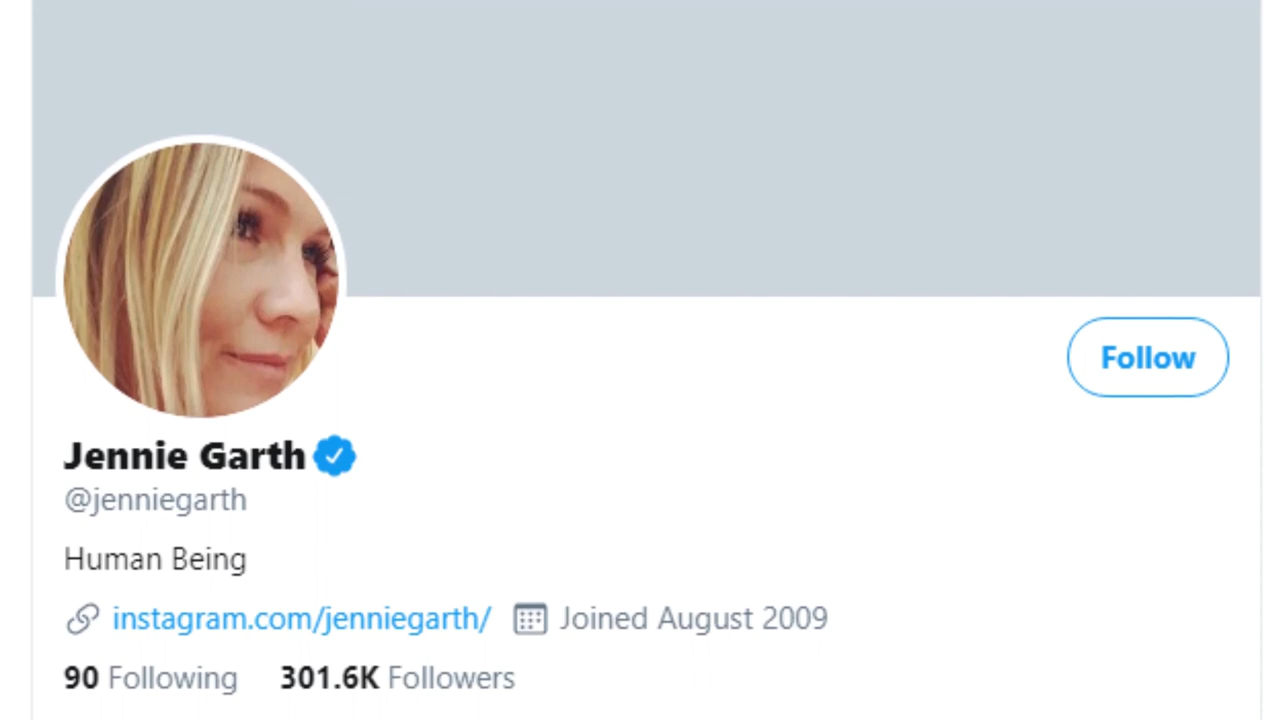 Follow
Jennie Garth
@jenniegarth
Human Being
instagram.com/jenniegarth/ Joined August 2009
90 Following 301.6K Followers